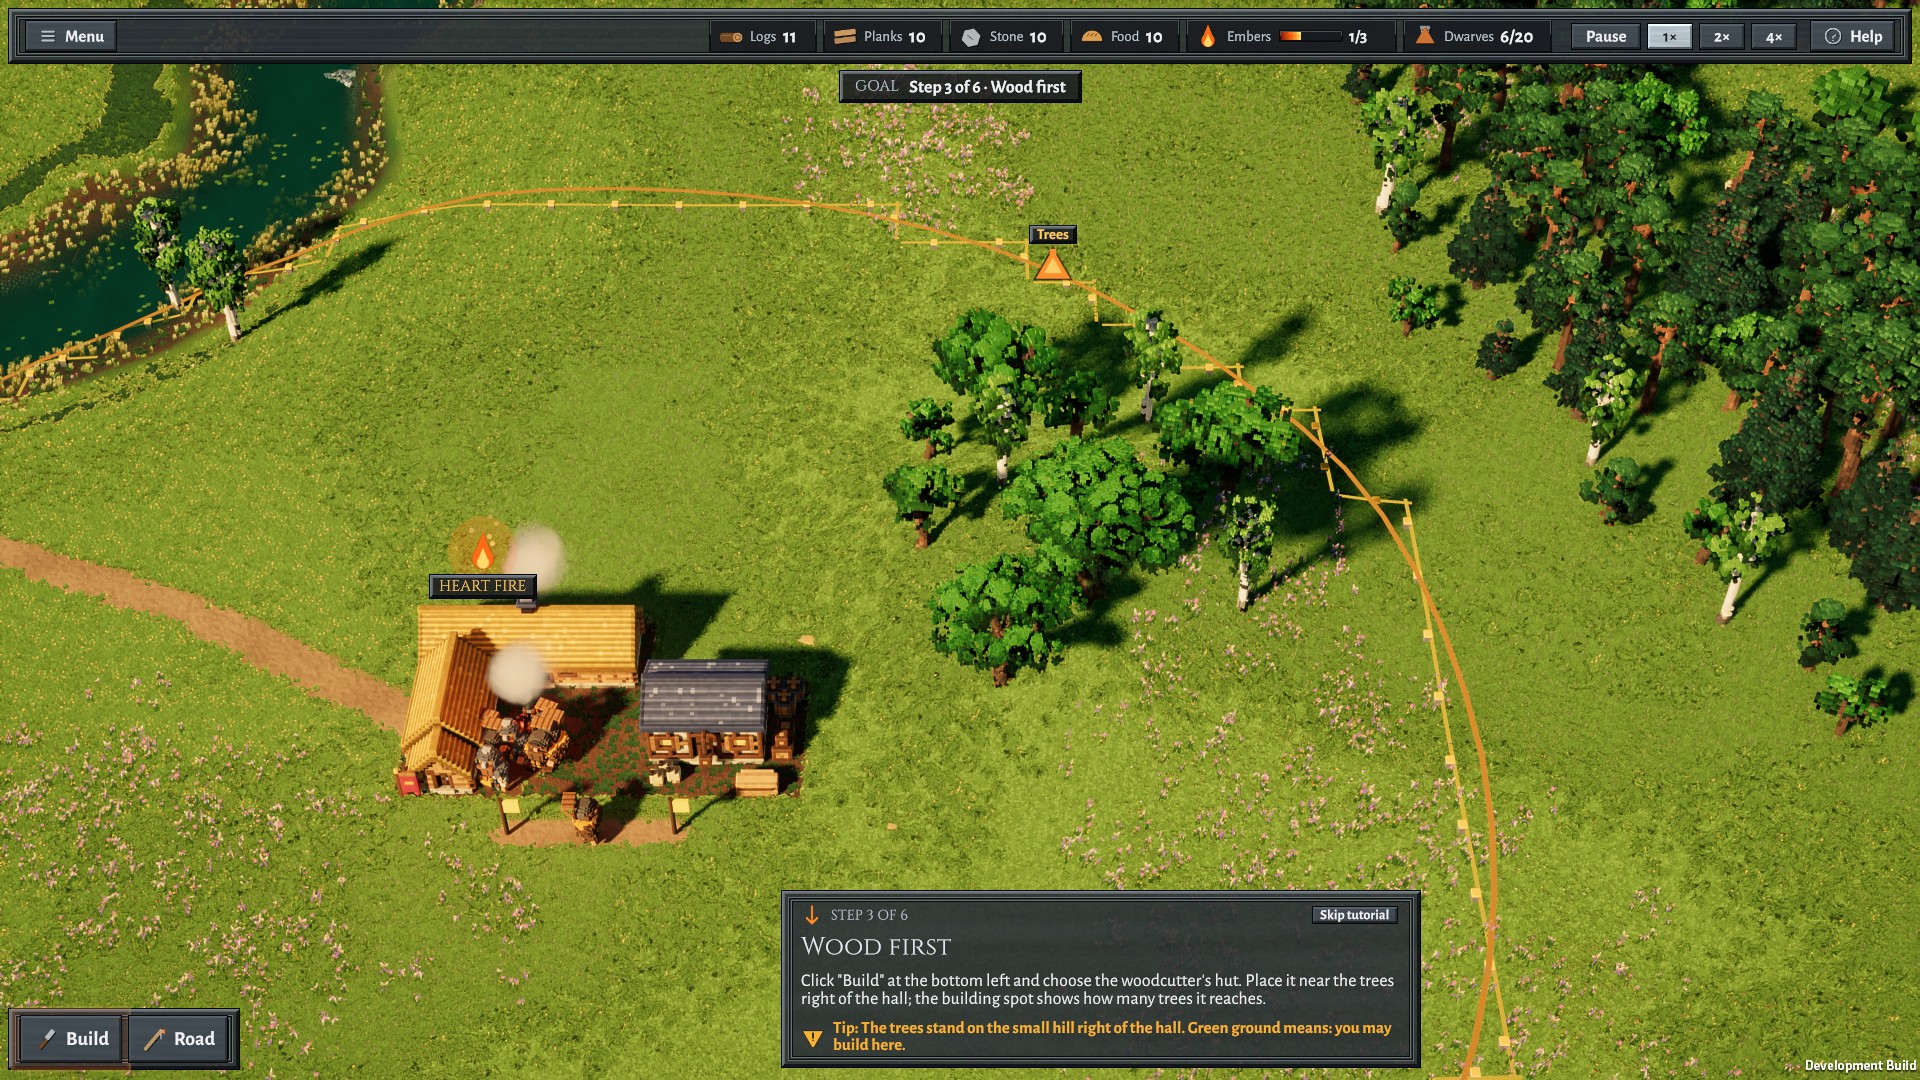 Menu
Logs 11
Planks 10
Stone 10
Food 10
Embers 1/3
Dwarves 6/20
Pause
1×
2×
4×
Help
GOAL Step 3 of 6 · Wood first
Trees
HEART FIRE
STEP 3 OF 6
Skip tutorial
WOOD FIRST
Click "Build" at the bottom left and choose the woodcutter's hut. Place it near the trees
right of the hall; the building spot shows how many trees it reaches.
Tip: The trees stand on the small hill right of the hall. Green ground means: you may
build here.
Build
Road
Development Build